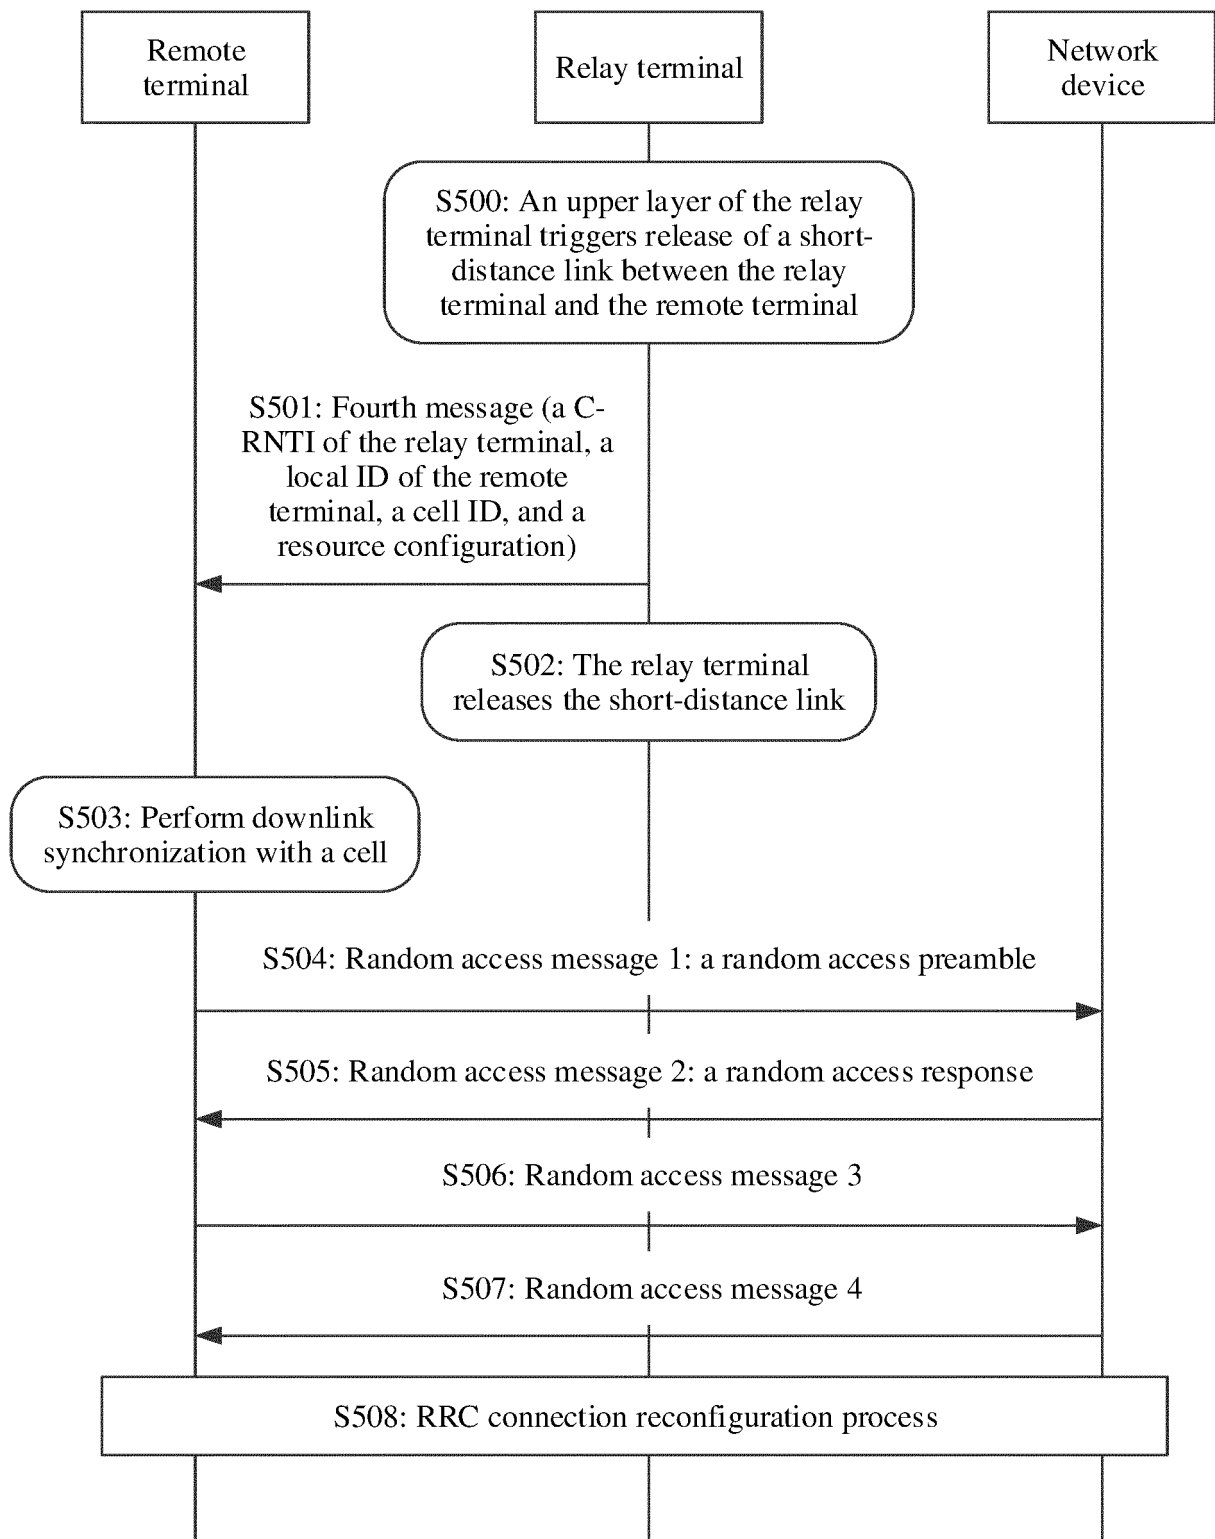 Remote
terminal
Relay terminal
Network
device
S500: An upper layer of the relay
terminal triggers release of a short-
distance link between the relay
terminal and the remote terminal
S501: Fourth message (a C-
RNTI of the relay terminal, a
local ID of the remote
terminal, a cell ID, and a
resource configuration)
S502: The relay terminal
releases the short-distance link
S503: Perform downlink
synchronization with a cell
S504: Random access message 1: a random access preamble
S505: Random access message 2: a random access response
S506: Random access message 3
S507: Random access message 4
S508: RRC connection reconfiguration process